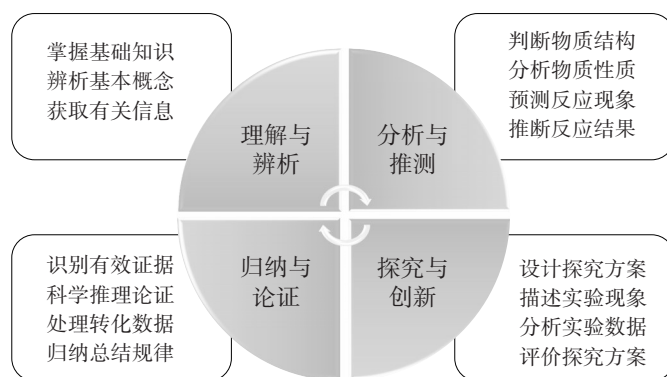 掌握基础知识
辨析基本概念
获取有关信息
判断物质结构
分析物质性质
预测反应现象
推断反应结果
理解与
辨析
分析与
推测
归纳与
论证
探究与
创新
识别有效证据
科学推理论证
处理转化数据
归纳总结规律
设计探究方案
描述实验现象
分析实验数据
评价探究方案